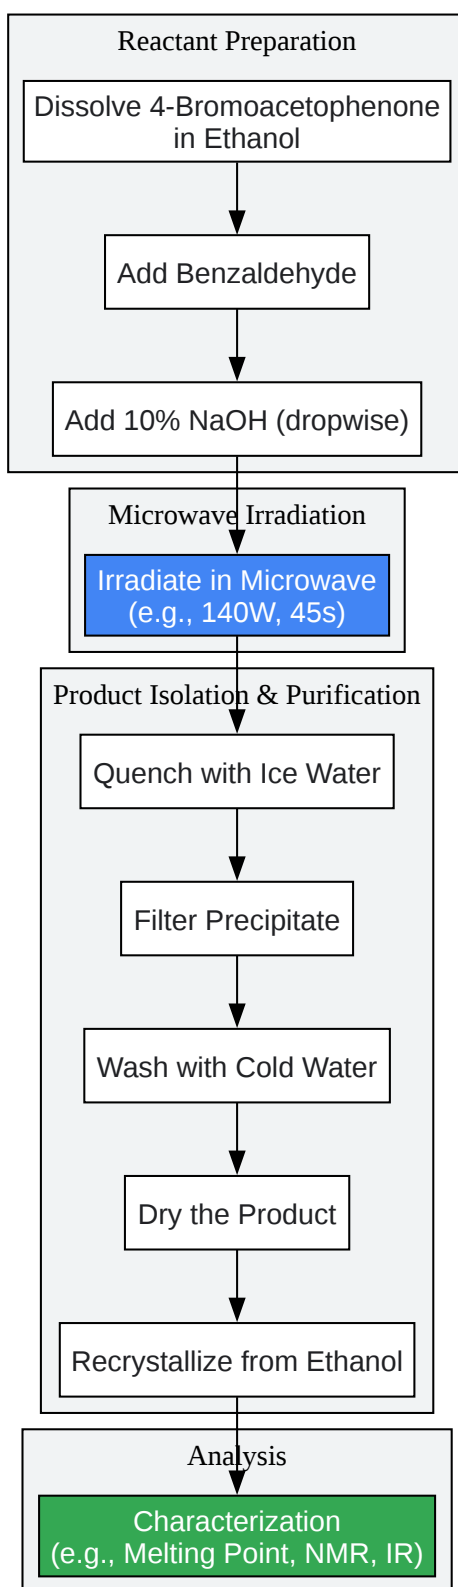 Reactant Preparation
Dissolve 4-Bromoacetophenone
in Ethanol
Add Benzaldehyde
Add 10% NaOH (dropwise)
Microwave Irradiation
Irradiate in Microwave
(e.g., 140W, 45s)
Product Isolation & Purification
Quench with Ice Water
Filter Precipitate
Wash with Cold Water
Dry the Product
Recrystallize from Ethanol
Analysis
Characterization
(e.g., Melting Point, NMR, IR)